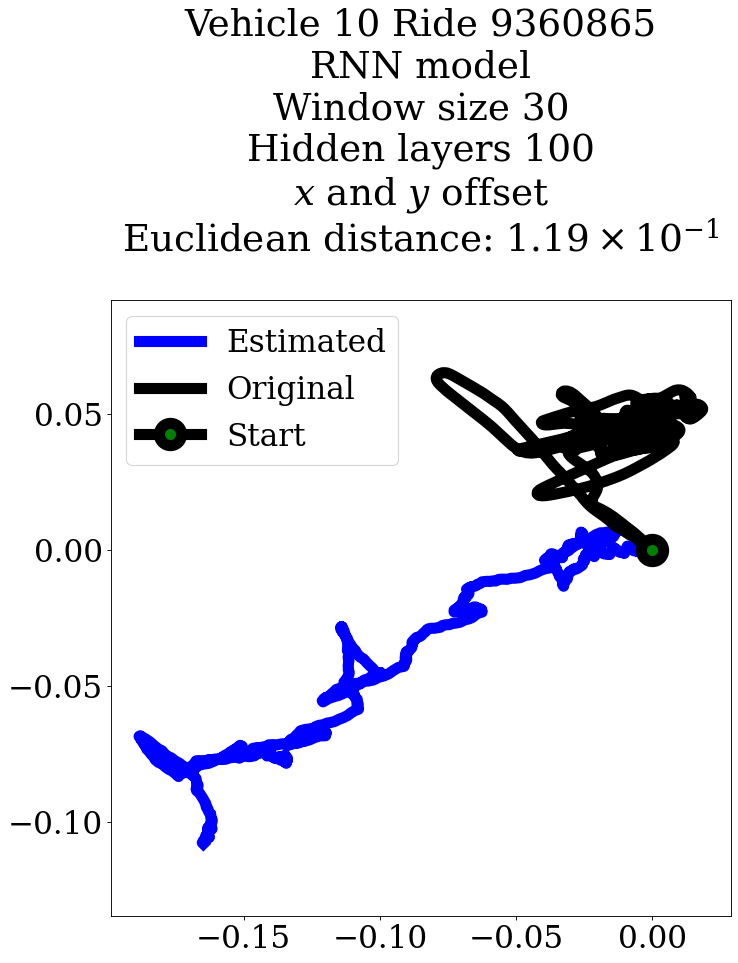 Vehicle 10 Ride 9360865
RNN model
Window size 30
Hidden layers 100
x and y offset
Euclidean distance: 1.19 × 10⁻¹
Estimated
Original
Start
0.05
0.00
−0.05
−0.10
−0.15 −0.10 −0.05 0.00